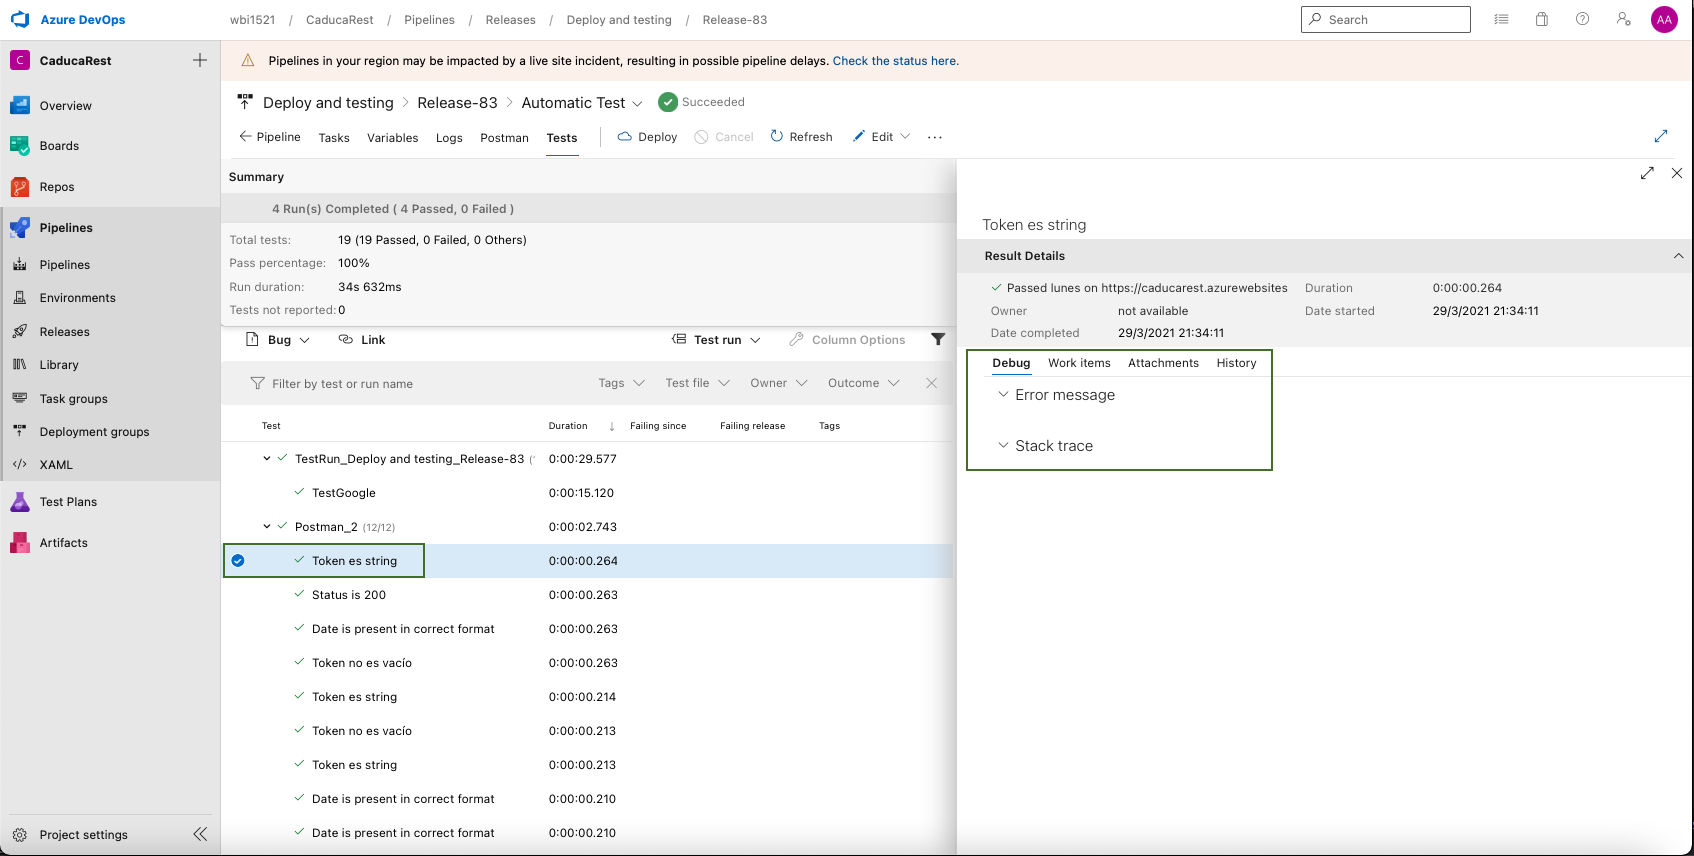 Azure DevOps
wbi1521 / CaducaRest / Pipelines / Releases / Deploy and testing / Release-83
Search
AA
C CaducaRest
Overview
Boards
Repos
Pipelines
Pipelines
Environments
Releases
Library
Task groups
Deployment groups
XAML
Test Plans
Artifacts
Project settings
Pipelines in your region may be impacted by a live site incident, resulting in possible pipeline delays. Check the status here.
Deploy and testing > Release-83 > Automatic Test Succeeded
Pipeline Tasks Variables Logs Postman Tests Deploy Cancel Refresh Edit ...
Summary
4 Run(s) Completed ( 4 Passed, 0 Failed )
Total tests: 19 (19 Passed, 0 Failed, 0 Others)
Pass percentage: 100%
Run duration: 34s 632ms
Tests not reported: 0
Bug Link Test run Column Options
Filter by test or run name Tags Test file Owner Outcome
Test Duration Failing since Failing release Tags
TestRun_Deploy and testing_Release-83 0:00:29.577
TestGoogle 0:00:15.120
Postman_2 (12/12) 0:00:02.743
Token es string 0:00:00.264
Status is 200 0:00:00.263
Date is present in correct format 0:00:00.263
Token no es vacío 0:00:00.263
Token es string 0:00:00.214
Token no es vacío 0:00:00.213
Token es string 0:00:00.213
Date is present in correct format 0:00:00.210
Date is present in correct format 0:00:00.210
Token es string
Result Details
Passed lunes on https://caducarest.azurewebsites Duration 0:00:00.264
Owner not available Date started 29/3/2021 21:34:11
Date completed 29/3/2021 21:34:11
Debug Work items Attachments History
Error message
Stack trace